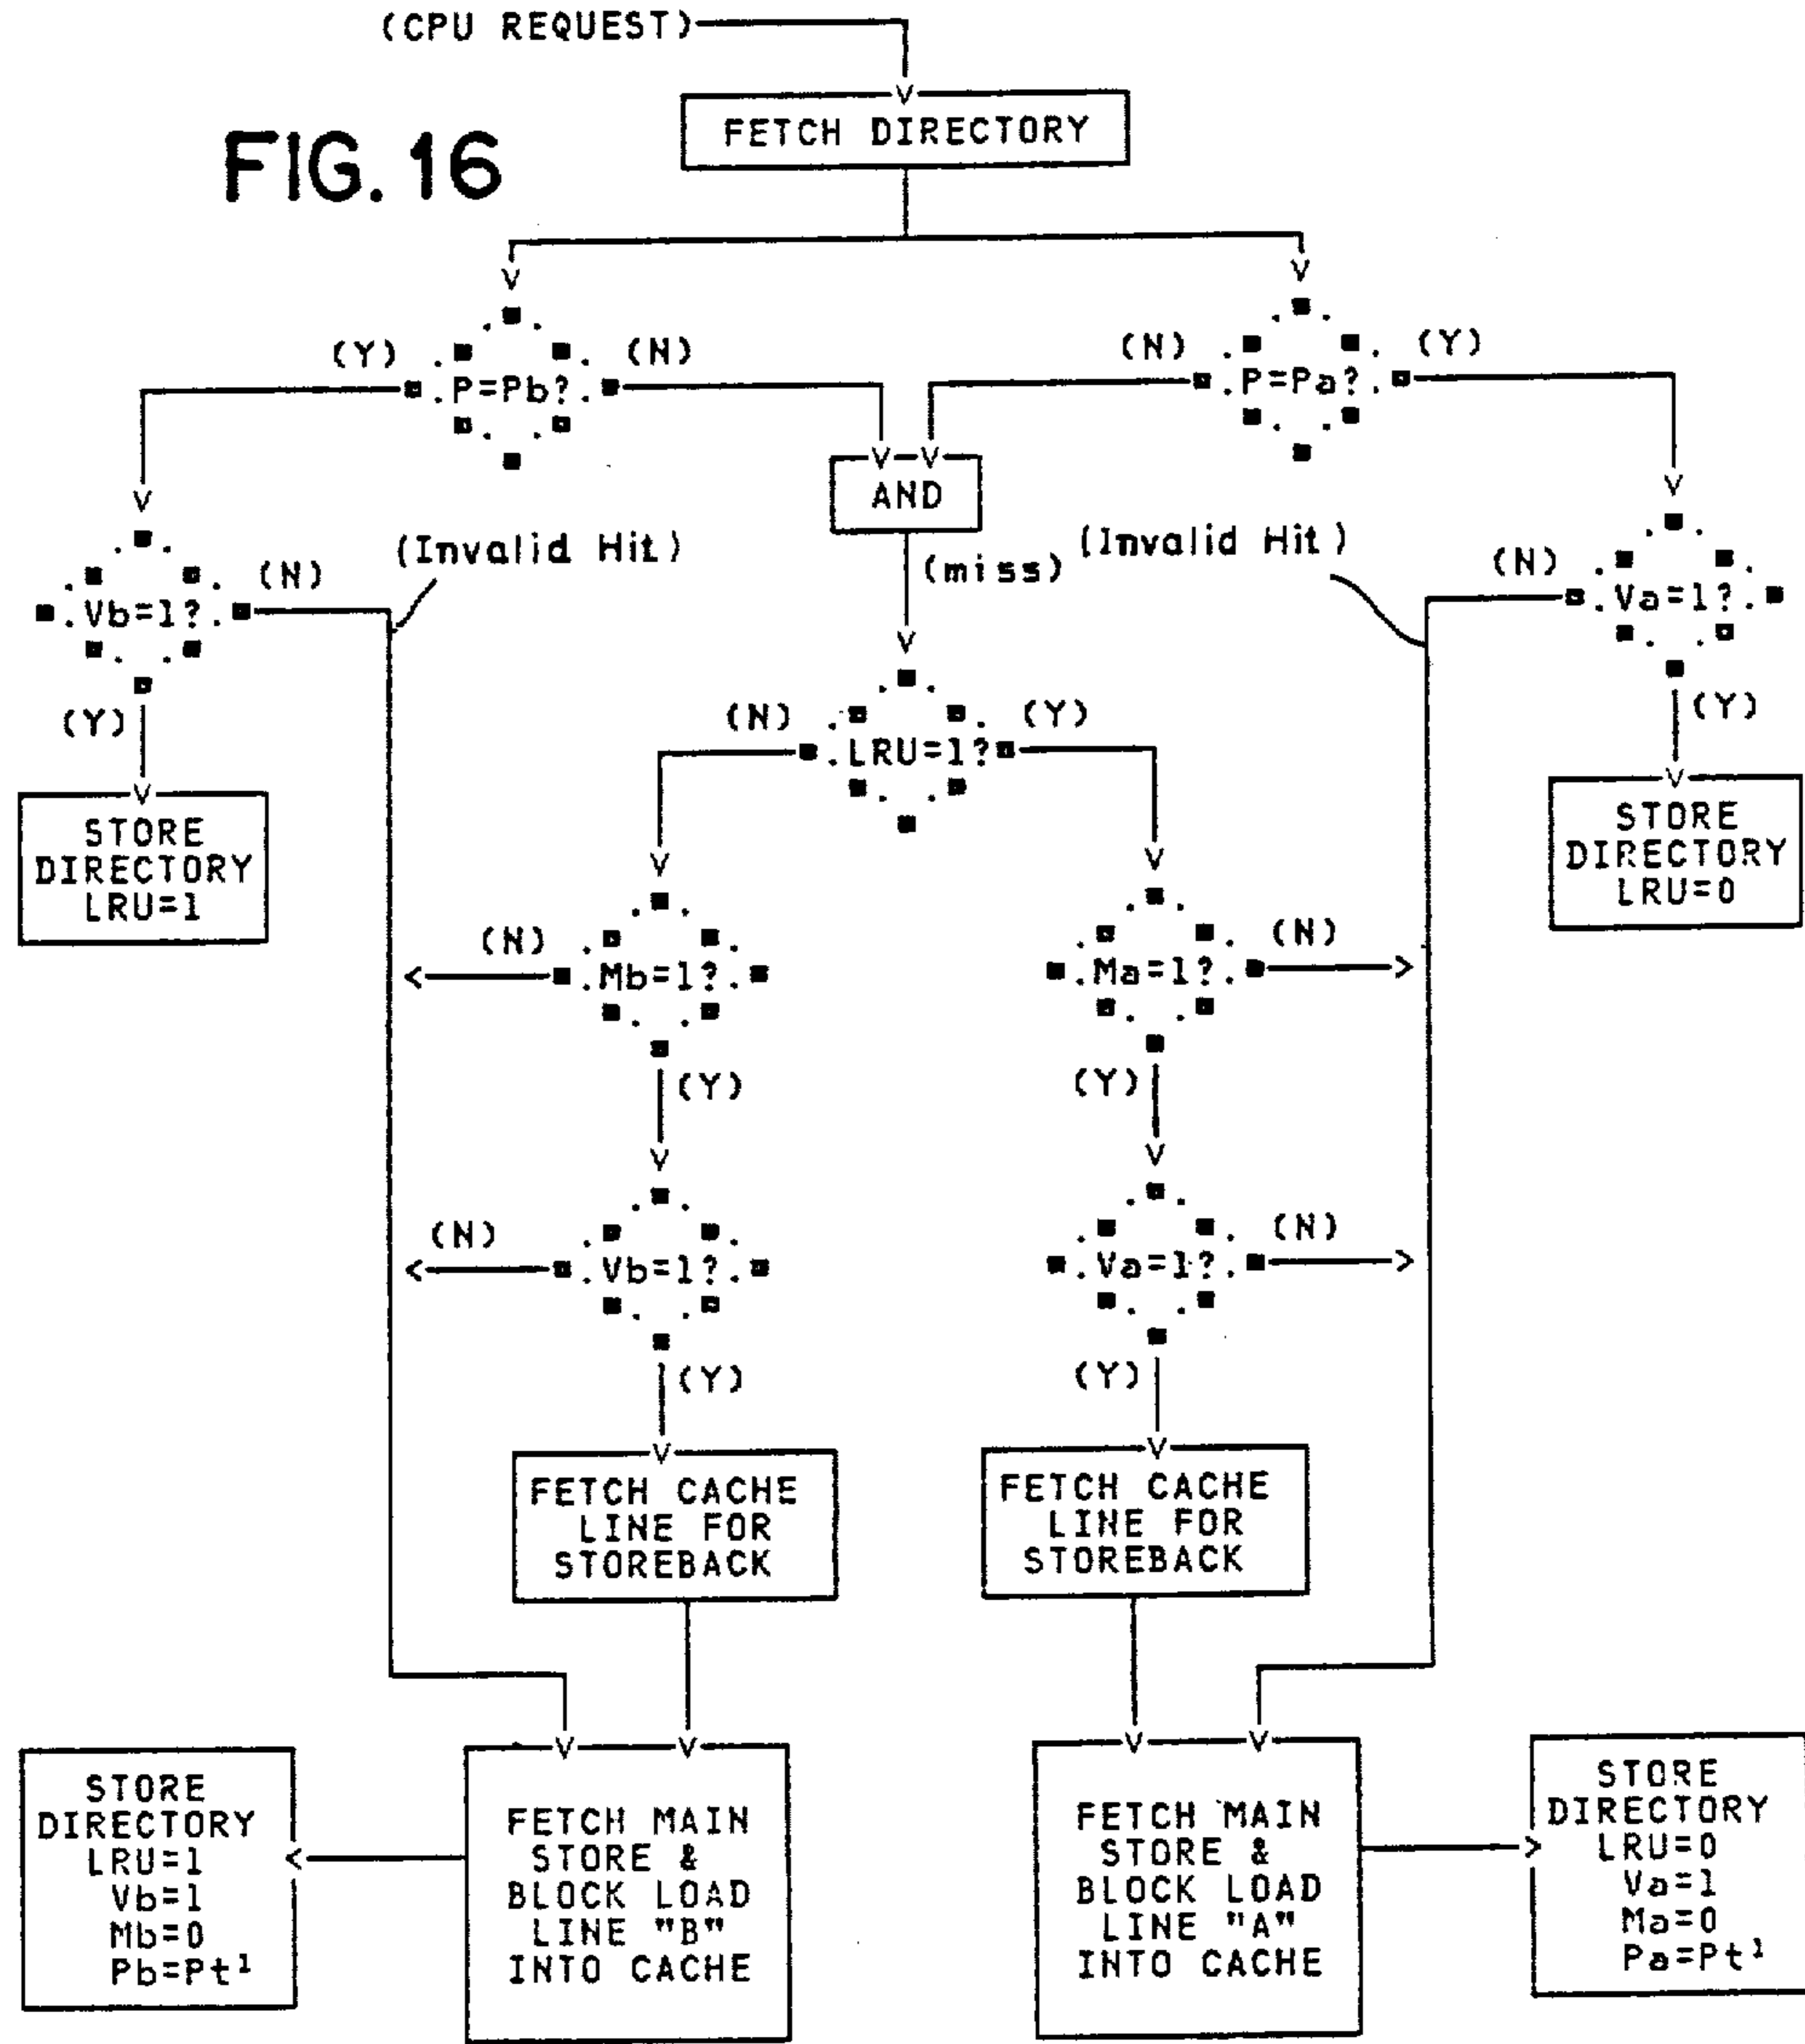 (CPU REQUEST)
FETCH DIRECTORY
FIG. 16
(Y)
P=Pb?
(N)
(N)
P=Pa?
(Y)
AND
(Invalid Hit)
(miss)
(Invalid Hit)
Vb=1?
(N)
(N)
Va=1?
(Y)
(Y)
(N)
LRU=1?
(Y)
STORE
DIRECTORY
LRU=1
STORE
DIRECTORY
LRU=0
(N)
Mb=1?
Ma=1?
(N)
(Y)
(Y)
(N)
Vb=1?
Va=1?
(N)
(Y)
(Y)
FETCH CACHE
LINE FOR
STOREBACK
FETCH CACHE
LINE FOR
STOREBACK
STORE
DIRECTORY
LRU=1
Vb=1
Mb=0
Pb=Pt¹
FETCH MAIN
STORE &
BLOCK LOAD
LINE "B"
INTO CACHE
FETCH MAIN
STORE &
BLOCK LOAD
LINE "A"
INTO CACHE
STORE
DIRECTORY
LRU=0
Va=1
Ma=0
Pa=Pt¹